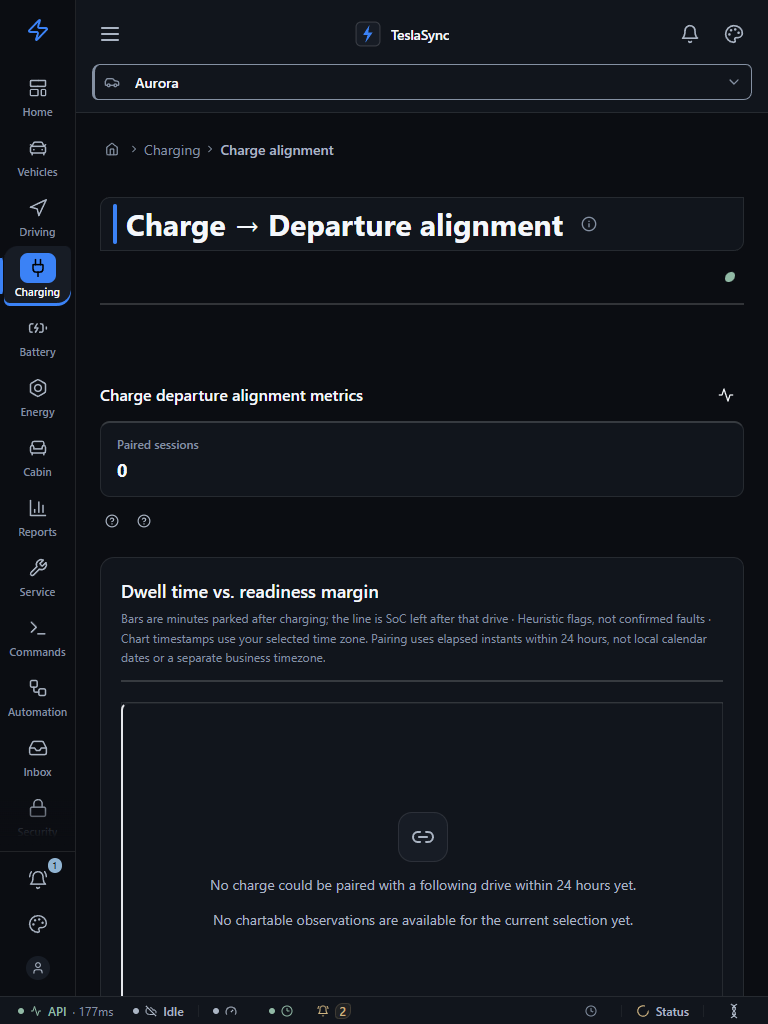 TeslaSync
Aurora
Home
Vehicles
Driving
Charging
Battery
Energy
Cabin
Reports
Service
Commands
Automation
Inbox
Security
1
Charging
Charge alignment
Charge → Departure alignment
Charge departure alignment metrics
Paired sessions
0
Dwell time vs. readiness margin
Bars are minutes parked after charging; the line is SoC left after that drive · Heuristic flags, not confirmed faults ·
Chart timestamps use your selected time zone. Pairing uses elapsed instants within 24 hours, not local calendar
dates or a separate business timezone.
No charge could be paired with a following drive within 24 hours yet.
No chartable observations are available for the current selection yet.
API · 177ms
Idle
2
Status